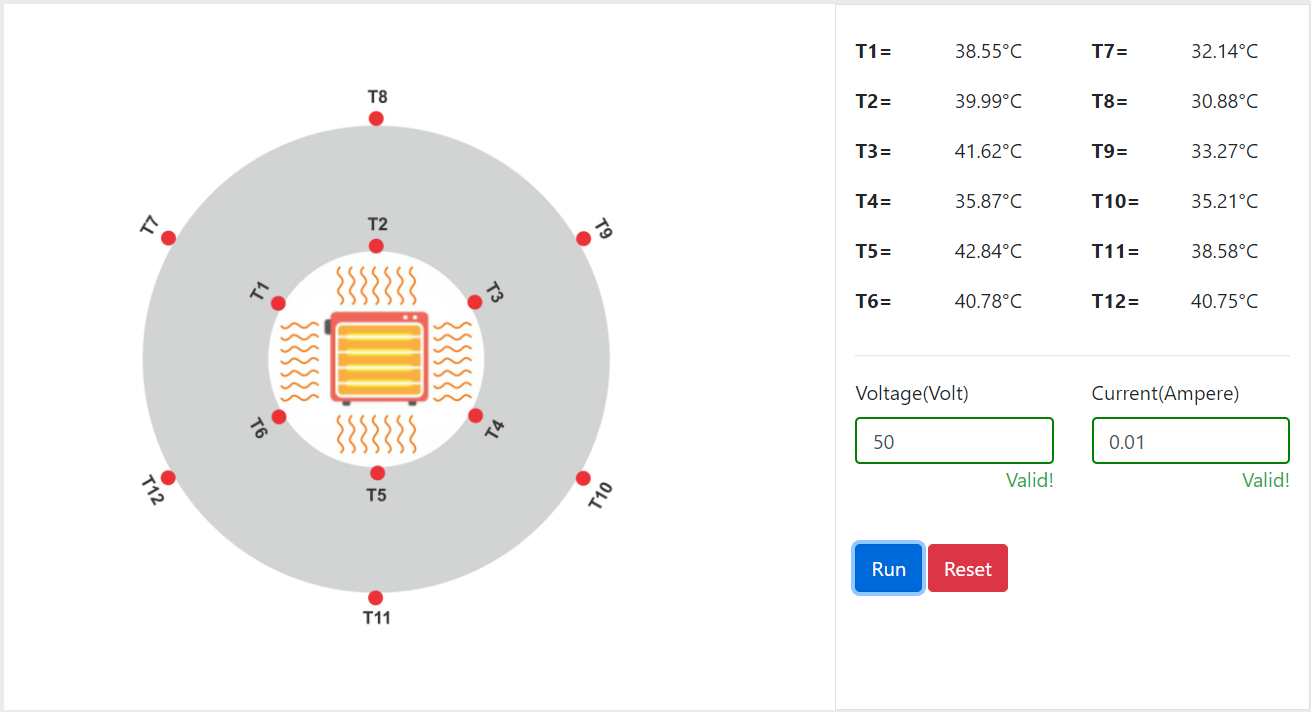 T8
T7
T9
T2
T1
T3
T6
T4
T5
T12
T10
T11
T1= 38.55°C T7= 32.14°C
T2= 39.99°C T8= 30.88°C
T3= 41.62°C T9= 33.27°C
T4= 35.87°C T10= 35.21°C
T5= 42.84°C T11= 38.58°C
T6= 40.78°C T12= 40.75°C
Voltage(Volt) Current(Ampere)
50 0.01
Valid! Valid!
Run Reset